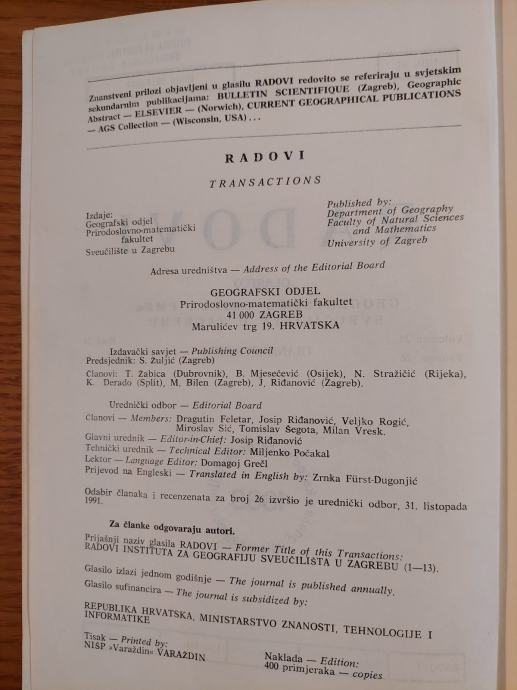 Znanstveni prilozi objavljeni u glasilu RADOVI redovito se referiraju u svjetskim
sekundarnim publikacijama: BULLETIN SCIENTIFIQUE (Zagreb), Geographic
Abstract — ELSEVIER — (Norwich), CURRENT GEOGRAPHICAL PUBLICATIONS
— AGS Collection — (Wisconsin, USA) ...
RADOVI
TRANSACTIONS
Izdaje:
Geografski odjel
Prirodoslovno-matematički
fakultet
Sveučilište u Zagrebu
Published by:
Department of Geography
Faculty of Natural Sciences
and Mathematics
University of Zagreb
Adresa uredništva — Address of the Editorial Board
GEOGRAFSKI ODJEL
Prirodoslovno-matematički fakultet
41 000 ZAGREB
Marulićev trg 19. HRVATSKA
Izdavački savjet — Publishing Council
Predsjednik: S. Žuljić (Zagreb)
Članovi: T. Žabica (Dubrovnik), B. Mjesečević (Osijek), N. Stražičić (Rijeka),
K. Derado (Split), M. Bilen (Zagreb), J. Riđanović (Zagreb).
Urednički odbor — Editorial Board
Članovi — Members: Dragutin Feletar, Josip Riđanović, Veljko Rogić,
Miroslav Sić, Tomislav Šegota, Milan Vresk.
Glavni urednik — Editor-in-Chief: Josip Riđanović
Tehnički urednik — Technical Editor: Miljenko Počakal
Lektor — Language Editor: Domagoj Grečl
Prijevod na Engleski — Translated in English by: Zrnka Fürst-Dugonjić
Odabir članaka i recenzenata za broj 26 izvršio je urednički odbor, 31. listopada
1991.
Za članke odgovaraju autori.
Prijašnji naziv glasila RADOVI — Former Title of this Transactions:
RADOVI INSTITUTA ZA GEOGRAFIJU SVEUČILIŠTA U ZAGREBU (1—13).
Glasilo izlazi jednom godišnje — The journal is published annually.
Glasilo sufinancira — The journal is subsidized by:
REPUBLIKA HRVATSKA, MINISTARSTVO ZNANOSTI, TEHNOLOGIJE I
INFORMATIKE
Tisak — Printed by:
NIŠP »Varaždin« VARAŽDIN
Naklada — Edition:
400 primjeraka — copies